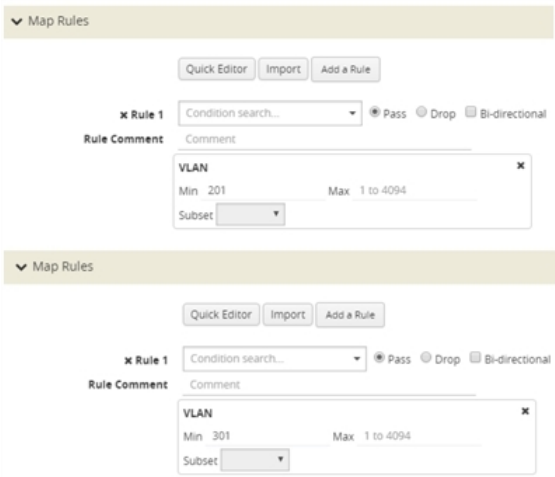 Map Rules
Quick Editor Import Add a Rule
x Rule 1 Condition search... Pass Drop Bi-directional
Rule Comment Comment
VLAN x
Min 201 Max 1 to 4094
Subset
Map Rules
Quick Editor Import Add a Rule
x Rule 1 Condition search... Pass Drop Bi-directional
Rule Comment Comment
VLAN x
Min 301 Max 1 to 4094
Subset